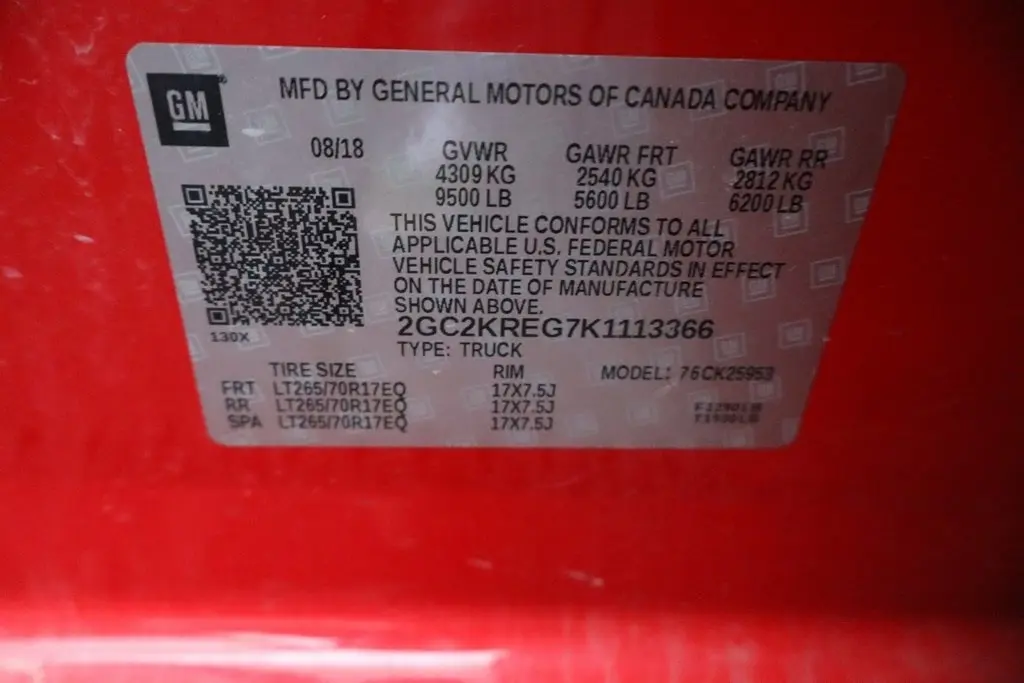 GM
MFD BY GENERAL MOTORS OF CANADA COMPANY
08/18 GVWR GAWR FRT GAWR RR
4309 KG 2540 KG 2812 KG
9500 LB 5600 LB 6200 LB
THIS VEHICLE CONFORMS TO ALL
APPLICABLE U.S. FEDERAL MOTOR
VEHICLE SAFETY STANDARDS IN EFFECT
ON THE DATE OF MANUFACTURE
SHOWN ABOVE.
2GC2KREG7K1113366
130X
TYPE: TRUCK
TIRE SIZE RIM MODEL: 76CK25953
FRT LT265/70R17EQ 17X7.5J
RR LT265/70R17EQ 17X7.5J
SPA LT265/70R17EQ 17X7.5J